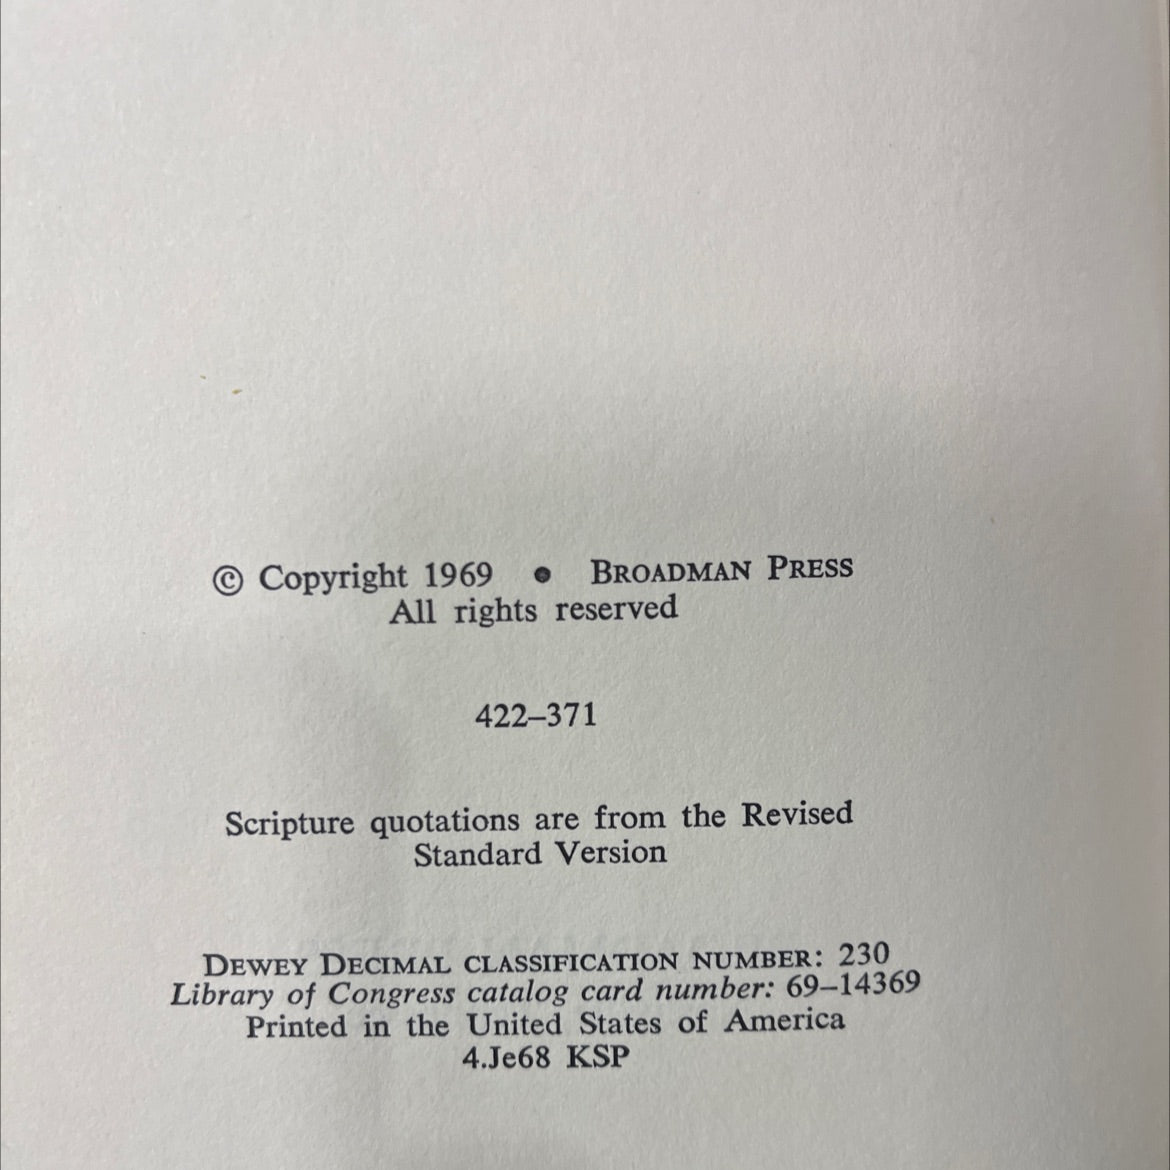 © Copyright 1969 • BROADMAN PRESS
All rights reserved
422–371
Scripture quotations are from the Revised
Standard Version
DEWEY DECIMAL CLASSIFICATION NUMBER: 230
Library of Congress catalog card number: 69–14369
Printed in the United States of America
4.Je68 KSP